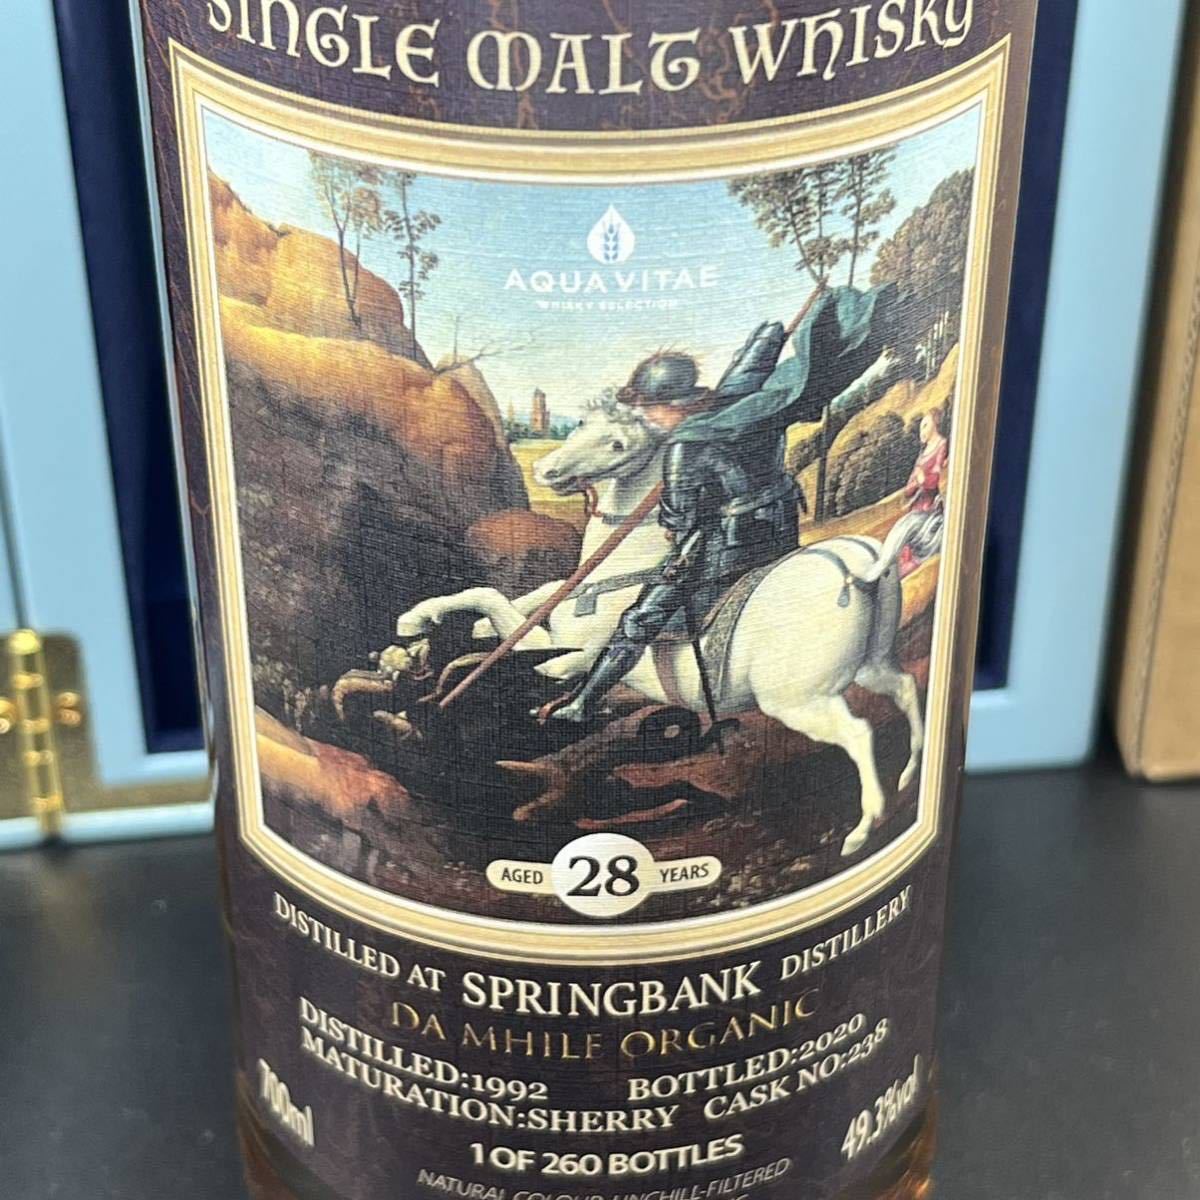 SINGLE MALT WHISKY
AQUA VITAE
WHISKY SELECTION
AGED 28 YEARS
DISTILLED AT SPRINGBANK DISTILLERY
DA MHILE ORGANIC
DISTILLED:1992 BOTTLED:2020
MATURATION:SHERRY CASK NO:238
700ml 49.3%vol
1 OF 260 BOTTLES
NATURAL COLOUR UNCHILL-FILTERED